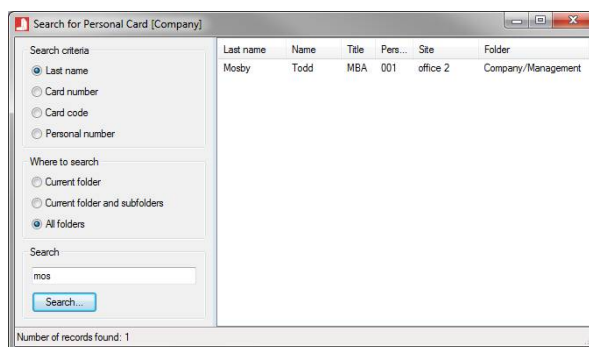 Search for Personal Card [Company]
Search criteria
Last name
Card number
Card code
Personal number
Where to search
Current folder
Current folder and subfolders
All folders
Search
mos
Search...
Last name Name Title Pers... Site Folder
Mosby Todd MBA 001 office 2 Company/Management
Number of records found: 1